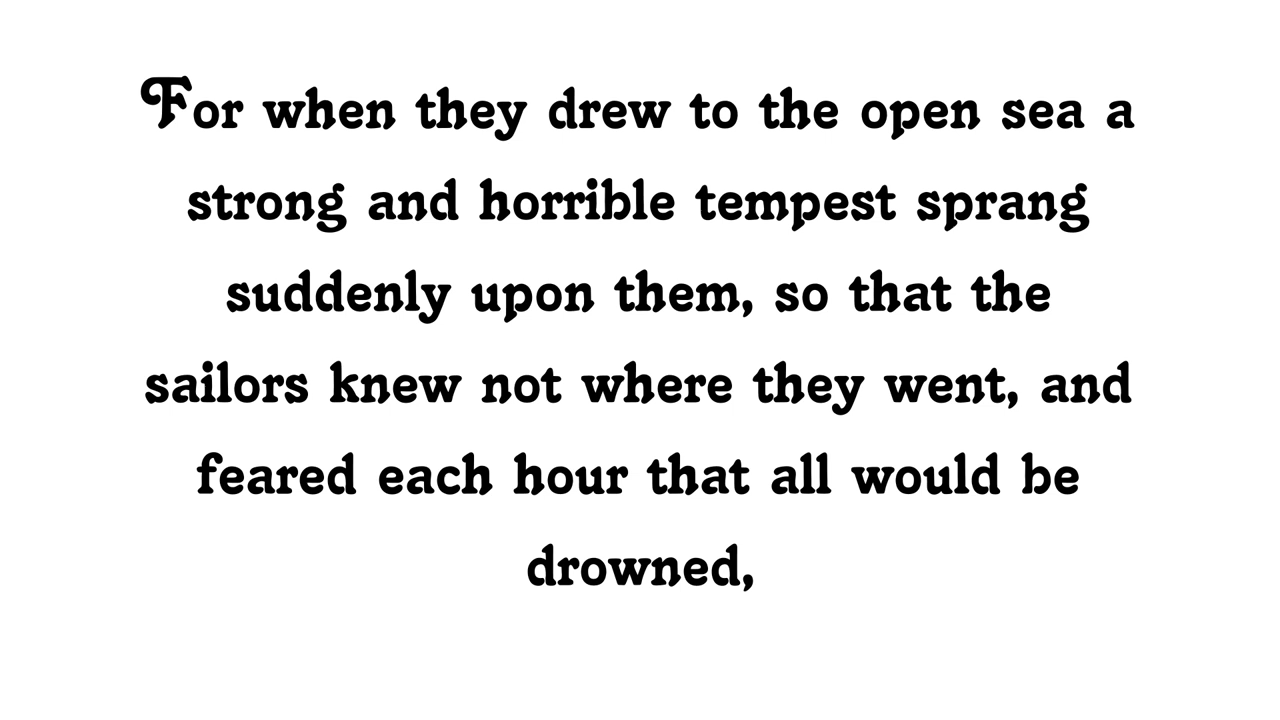 For when they drew to the open sea a
strong and horrible tempest sprang
suddenly upon them, so that the
sailors knew not where they went, and
feared each hour that all would be
drowned,